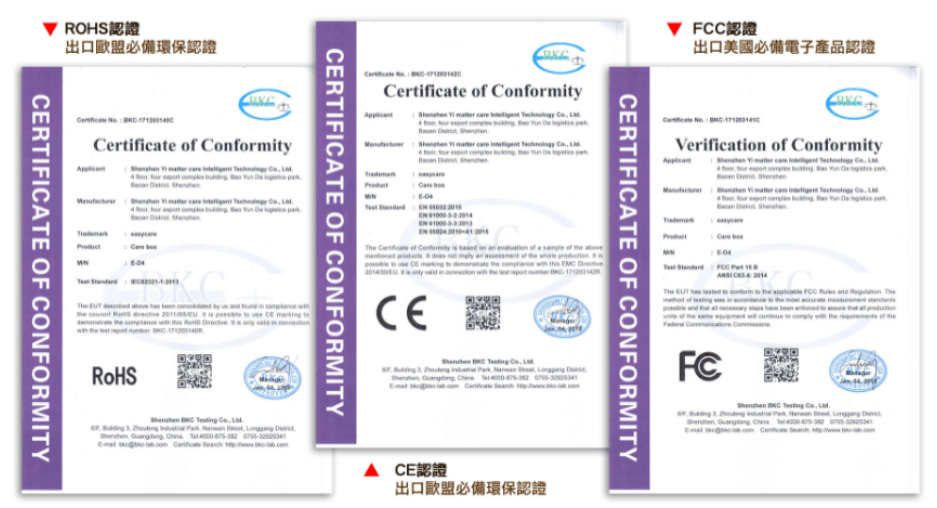 ▼ ROHS認證
出口歐盟必備環保認證
CERTIFICATE OF CONFORMITY
BKC
Certificate No. : BKC-171203140C
Certificate of Conformity
Applicant : Shenzhen Yi matter care Intelligent Technology Co., Ltd.
4 floor, four export complex building, Bao Yun Da logistics park,
Baoan District, Shenzhen.
Manufacturer : Shenzhen Yi matter care Intelligent Technology Co., Ltd.
4 floor, four export complex building, Bao Yun Da logistics park,
Baoan District, Shenzhen.
Trademark : easycare
Product : Care box
M/N : E-D4
Test Standard : IEC62321-1:2013
The EUT described above has been consolidated by us and found in compliance with
the council RoHS directive 2011/65/EU. It is possible to use CE marking to
demonstrate the compliance with this RoHS Directive. It is only valid in connection
with the test report number: BKC-171203140R.
RoHS
Manager
Jan. 04, 2018
Shenzhen BKC Testing Co., Ltd.
6/F, Building 3, Zhouteng Industrial Park, Nanwan Street, Longgang District,
Shenzhen, Guangdong, China. Tel:4000-875-382 0755-32925341
E-mail: bkc@bkc-lab.com Certificate Search: http://www.bkc-lab.com
CERTIFICATE OF CONFORMITY
BKC
Certificate No. : BKC-171203142C
Certificate of Conformity
Applicant : Shenzhen Yi matter care Intelligent Technology Co., Ltd.
4 floor, four export complex building, Bao Yun Da logistics park,
Baoan District, Shenzhen.
Manufacturer : Shenzhen Yi matter care Intelligent Technology Co., Ltd.
4 floor, four export complex building, Bao Yun Da logistics park,
Baoan District, Shenzhen.
Trademark : easycare
Product : Care box
M/N : E-D4
Test Standard : EN 55032:2015
EN 61000-3-2:2014
EN 61000-3-3:2013
EN 55024:2010+A1:2015
The Certificate of Conformity is based on an evaluation of a sample of the above
mentioned products. It does not imply an assessment of the whole production. It is
possible to use CE marking to demonstrate the compliance with this EMC Directive
2014/30/EU. It is only valid in connection with the test report number:BKC-171203142R.
CE
Manager
Jan. 04, 2018
Shenzhen BKC Testing Co., Ltd.
6/F, Building 3, Zhouteng Industrial Park, Nanwan Street, Longgang District,
Shenzhen, Guangdong, China. Tel:4000-875-382 0755-32925341
E-mail: bkc@bkc-lab.com Certificate Search: http://www.bkc-lab.com
▲ CE認證
出口歐盟必備環保認證
▼ FCC認證
出口美國必備電子產品認證
CERTIFICATE OF CONFORMITY
BKC
Certificate No. : BKC-171203141C
Verification of Conformity
Applicant : Shenzhen Yi matter care Intelligent Technology Co., Ltd.
4 floor, four export complex building, Bao Yun Da logistics park,
Baoan District, Shenzhen.
Manufacturer : Shenzhen Yi matter care Intelligent Technology Co., Ltd.
4 floor, four export complex building, Bao Yun Da logistics park,
Baoan District, Shenzhen.
Trademark : easycare
Product : Care box
M/N : E-D4
Test Standard : FCC Part 15 B
ANSI C63.4: 2014
The EUT has tested to conform to the applicable FCC Rules and Regulation. The
method of testing was in accordance to the most accurate measurement standards
possible and that all necessary steps have been enforced to assure that all production
units of the same equipment will continue to comply with the requirements of the
Federal Communications Commissions.
FC
Manager
Jan. 04, 2018
Shenzhen BKC Testing Co., Ltd.
6/F, Building 3, Zhouteng Industrial Park, Nanwan Street, Longgang District,
Shenzhen, Guangdong, China. Tel:4000-875-382 0755-32925341
E-mail: bkc@bkc-lab.com Certificate Search: http://www.bkc-lab.com